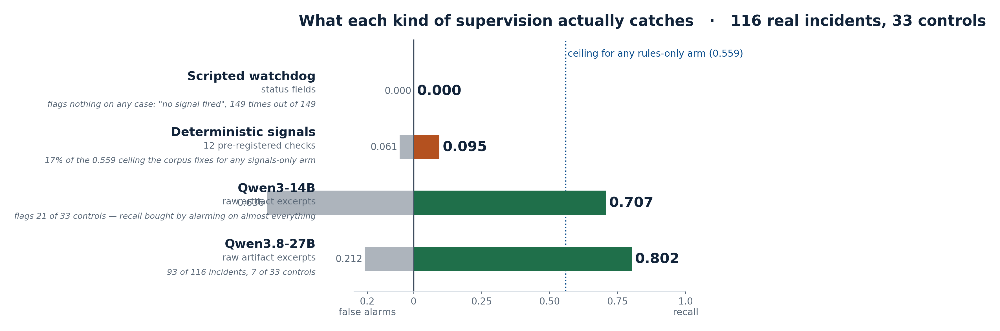 What each kind of supervision actually catches · 116 real incidents, 33 controls
ceiling for any rules-only arm (0.559)
Scripted watchdog
status fields
0.000
0.000
flags nothing on any case: "no signal fired", 149 times out of 149
Deterministic signals
12 pre-registered checks
0.061
0.095
17% of the 0.559 ceiling the corpus fixes for any signals-only arm
Qwen3-14B
raw artifact excerpts
0.636
0.707
flags 21 of 33 controls — recall bought by alarming on almost everything
Qwen3.8-27B
raw artifact excerpts
0.212
0.802
93 of 116 incidents, 7 of 33 controls
0.2 0 0.25 0.50 0.75 1.0
false alarms recall